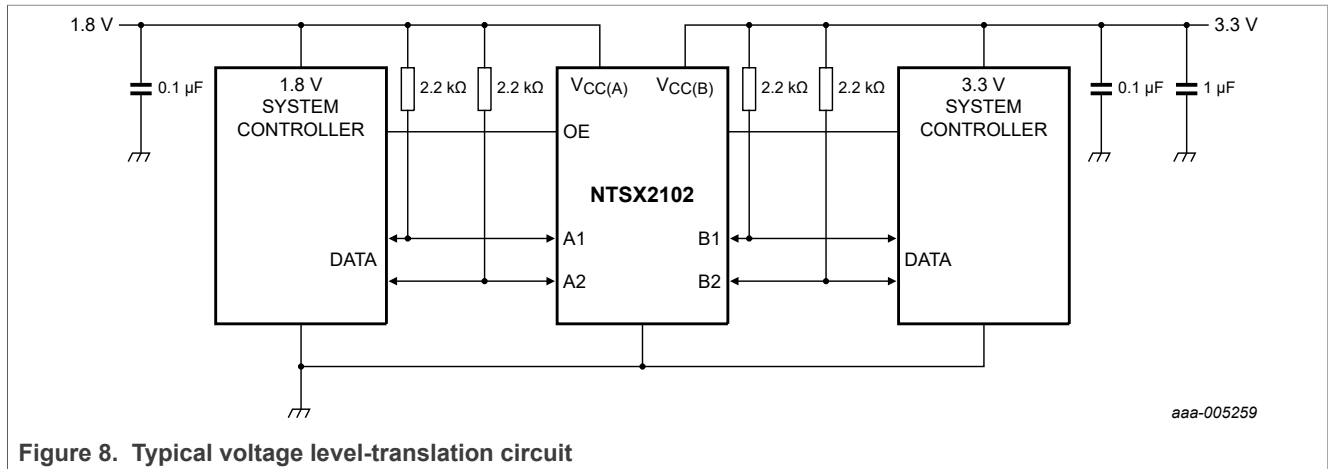 1.8 V
3.3 V
0.1 μF
1.8 V
SYSTEM
CONTROLLER
DATA
2.2 kΩ
2.2 kΩ
VCC(A)
VCC(B)
OE
NTSX2102
A1
A2
B1
B2
2.2 kΩ
2.2 kΩ
3.3 V
SYSTEM
CONTROLLER
DATA
0.1 μF
1 μF
aaa-005259
Figure 8. Typical voltage level-translation circuit